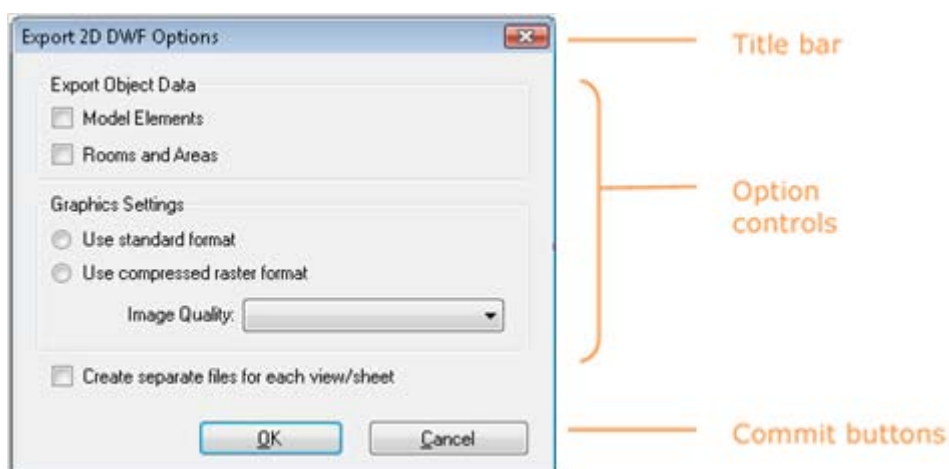 Export 2D DWF Options
Title bar
Export Object Data
Model Elements
Rooms and Areas
Option
controls
Graphics Settings
Use standard format
Use compressed raster format
Image Quality:
Create separate files for each view/sheet
OK
Cancel
Commit buttons